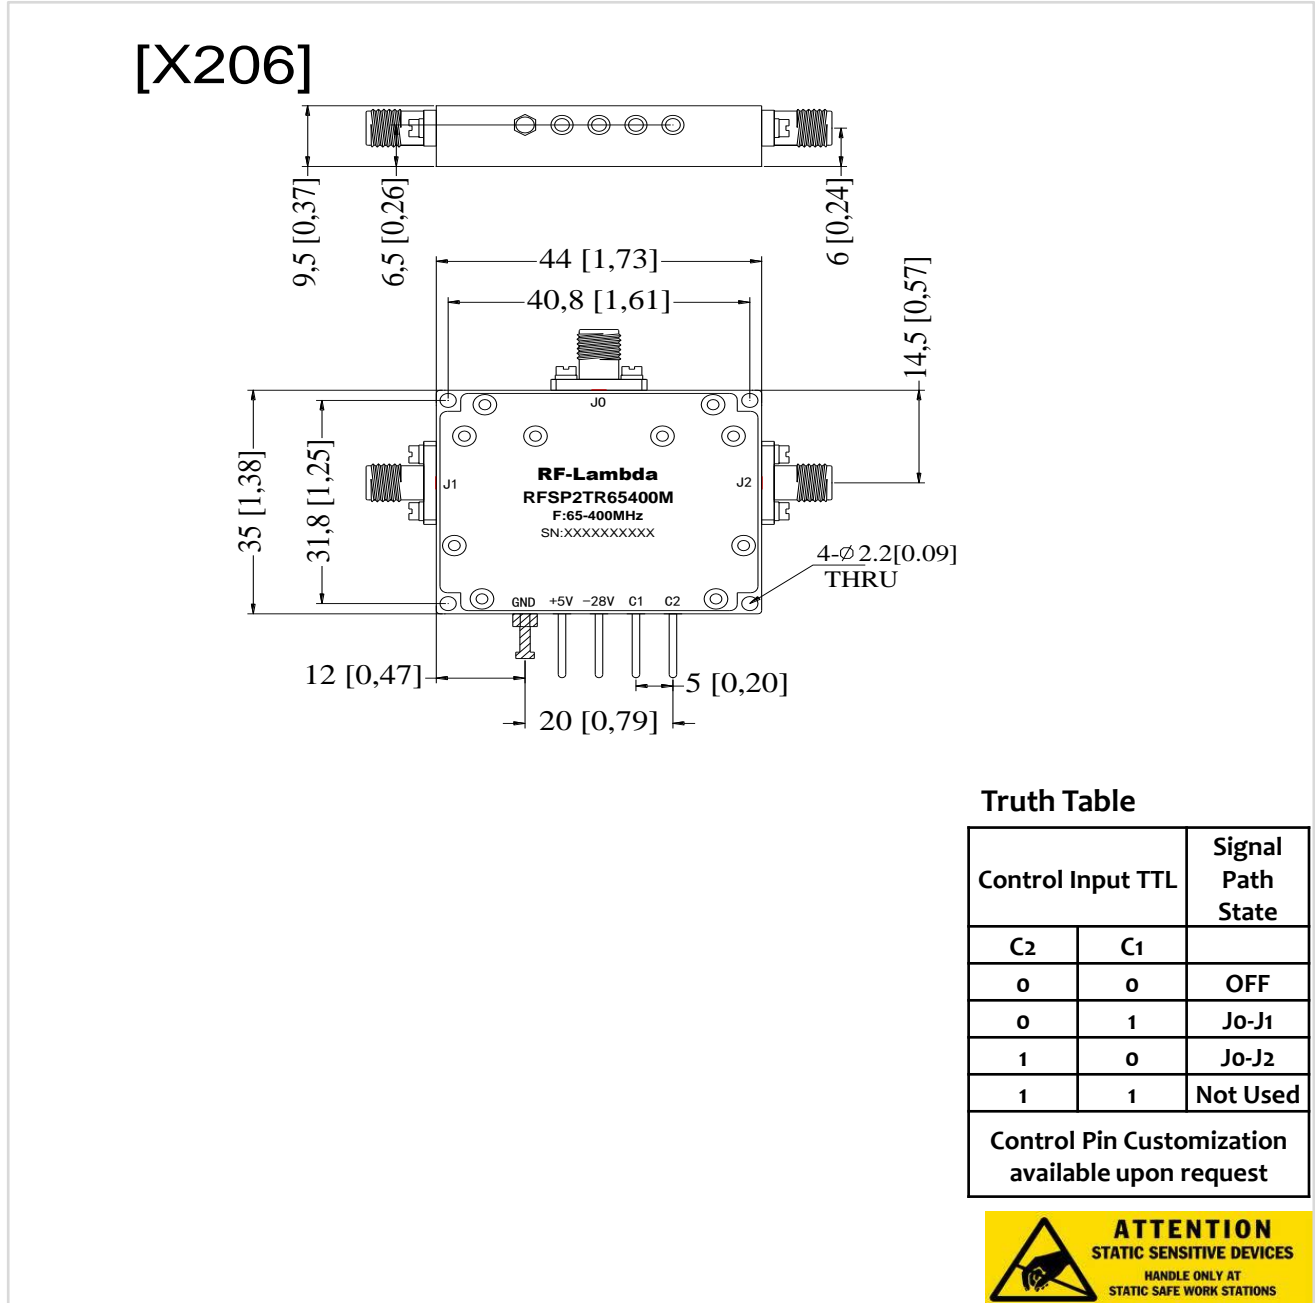 [X206]
9,5 [0,37]
6,5 [0,26]
6 [0,24]
44 [1,73]
40,8 [1,61]
14,5 [0,57]
35 [1,38]
31,8 [1,25]
J0
J1
J2
RF-Lambda
RFSP2TR65400M
F:65-400MHz
SN:XXXXXXXXXX
4-∅2.2[0.09]
THRU
GND +5V -28V C1 C2
12 [0,47]
5 [0,20]
20 [0,79]
Truth Table
Control Input TTL
Signal
Path
State
C2 C1
0 0 OFF
0 1 J0-J1
1 0 J0-J2
1 1 Not Used
Control Pin Customization
available upon request
ATTENTION
STATIC SENSITIVE DEVICES
HANDLE ONLY AT
STATIC SAFE WORK STATIONS